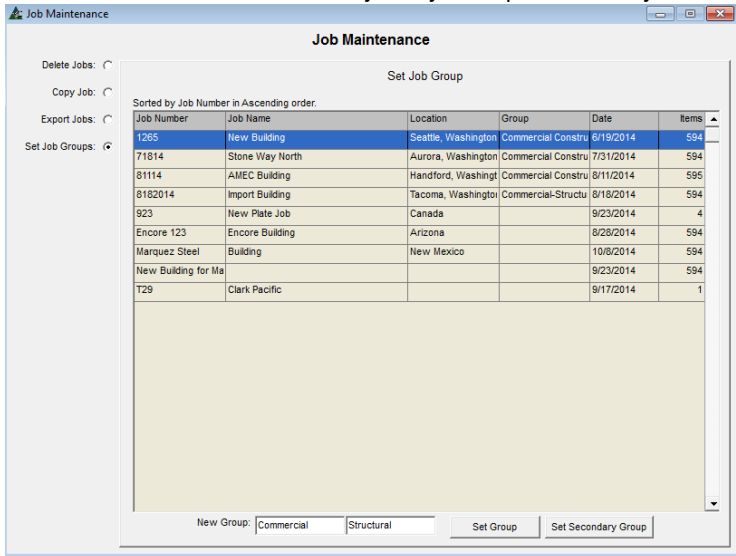 Job Maintenance
Job Maintenance
Delete Jobs:
Copy Job:
Export Jobs:
Set Job Groups:
Set Job Group
Sorted by Job Number in Ascending order.
Job Number Job Name Location Group Date Items
1265 New Building Seattle, Washington Commercial Constru 6/19/2014 594
71814 Stone Way North Aurora, Washington Commercial Constru 7/31/2014 594
81114 AMEC Building Handford, Washingt Commercial Constru 8/11/2014 595
8182014 Import Building Tacoma, Washingto Commercial-Structu 8/18/2014 594
923 New Plate Job Canada 9/23/2014 4
Encore 123 Encore Building Arizona 8/28/2014 594
Marquez Steel Building New Mexico 10/8/2014 594
New Building for Ma 9/23/2014 594
T29 Clark Pacific 9/17/2014 1
New Group: Commercial Structural Set Group Set Secondary Group